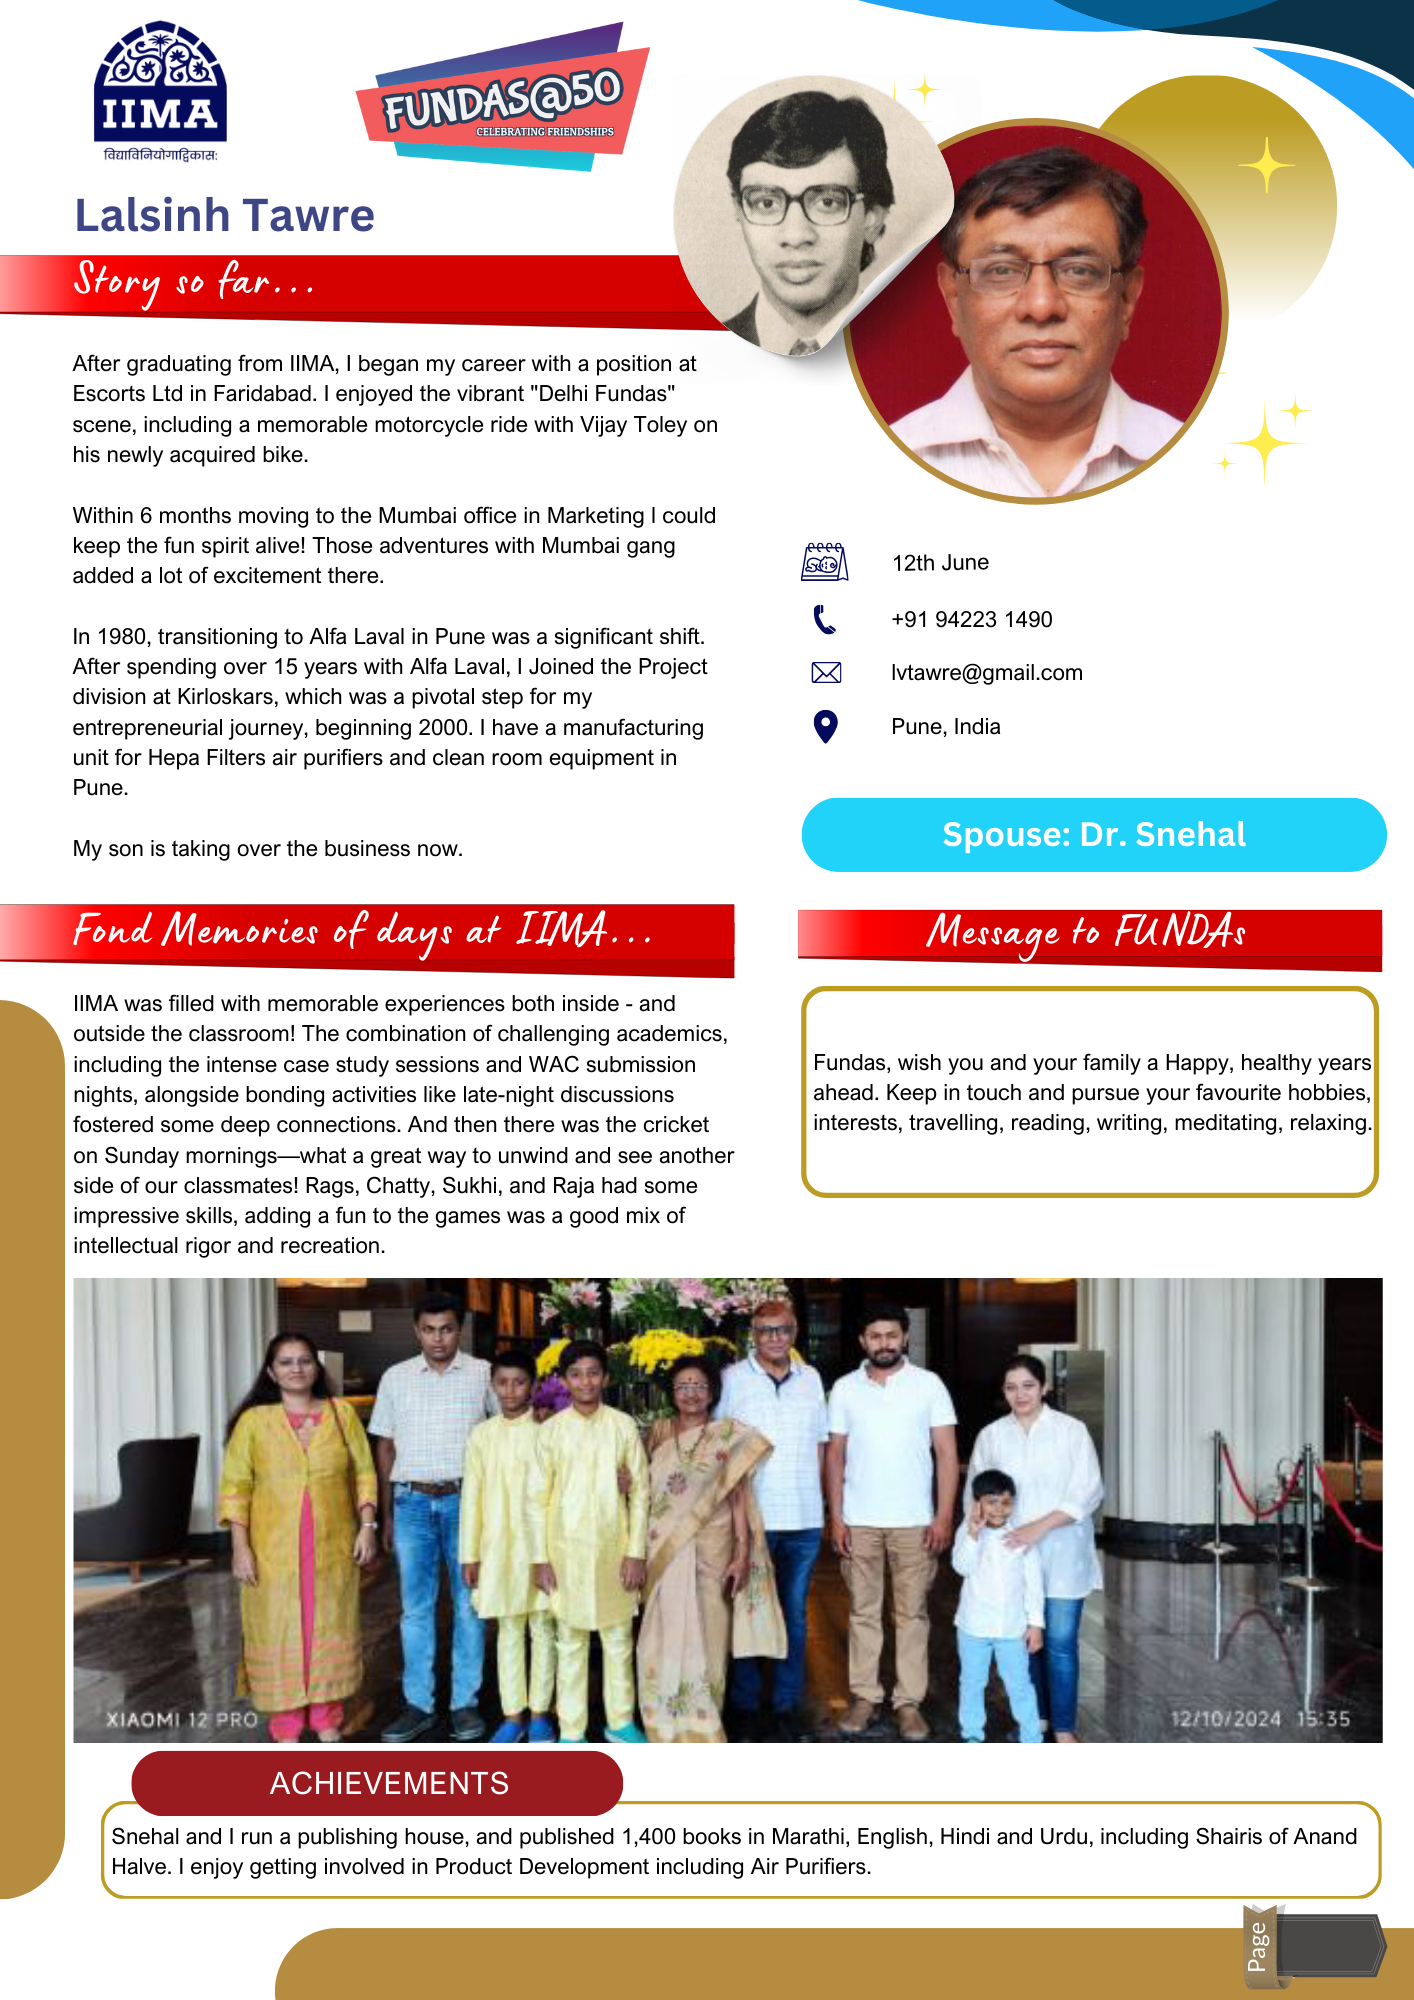 IIMA
विद्याविनियोगाद्विकासः
FUNDAS@50
CELEBRATING FRIENDSHIPS
Lalsinh Tawre
Story so far...
After graduating from IIMA, I began my career with a position at
Escorts Ltd in Faridabad. I enjoyed the vibrant "Delhi Fundas"
scene, including a memorable motorcycle ride with Vijay Toley on
his newly acquired bike.
Within 6 months moving to the Mumbai office in Marketing I could
keep the fun spirit alive! Those adventures with Mumbai gang
added a lot of excitement there.
In 1980, transitioning to Alfa Laval in Pune was a significant shift.
After spending over 15 years with Alfa Laval, I Joined the Project
division at Kirloskars, which was a pivotal step for my
entrepreneurial journey, beginning 2000. I have a manufacturing
unit for Hepa Filters air purifiers and clean room equipment in
Pune.
My son is taking over the business now.
12th June
+91 94223 1490
lvtawre@gmail.com
Pune, India
Spouse: Dr. Snehal
Fond Memories of days at IIMA...
IIMA was filled with memorable experiences both inside - and
outside the classroom! The combination of challenging academics,
including the intense case study sessions and WAC submission
nights, alongside bonding activities like late-night discussions
fostered some deep connections. And then there was the cricket
on Sunday mornings—what a great way to unwind and see another
side of our classmates! Rags, Chatty, Sukhi, and Raja had some
impressive skills, adding a fun to the games was a good mix of
intellectual rigor and recreation.
Message to FUNDAs
Fundas, wish you and your family a Happy, healthy years
ahead. Keep in touch and pursue your favourite hobbies,
interests, travelling, reading, writing, meditating, relaxing.
XIAOMI 12 PRO
12/10/2024 15:35
ACHIEVEMENTS
Snehal and I run a publishing house, and published 1,400 books in Marathi, English, Hindi and Urdu, including Shairis of Anand
Halve. I enjoy getting involved in Product Development including Air Purifiers.
Page